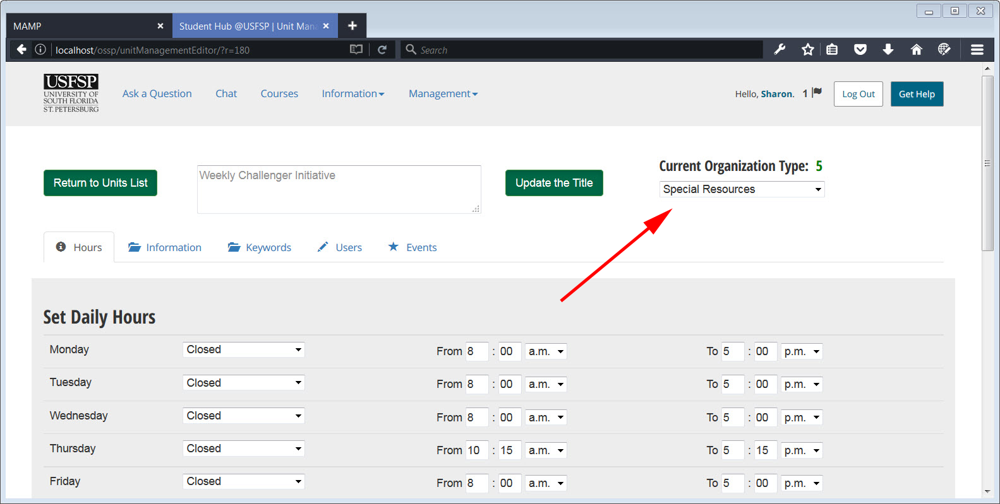 MAMP
Student Hub @USFSP | Unit Mana
localhost/ossp/unitManagementEditor/?r=180
Search
USFSP
UNIVERSITY OF
SOUTH FLORIDA
ST. PETERSBURG
Ask a Question Chat Courses Information Management
Hello, Sharon. 1
Log Out
Get Help
Return to Units List
Weekly Challenger Initiative
Update the Title
Current Organization Type: 5
Special Resources
Hours Information Keywords Users Events
Set Daily Hours
Monday Closed From 8 : 00 a.m. To 5 : 00 p.m.
Tuesday Closed From 8 : 00 a.m. To 5 : 00 p.m.
Wednesday Closed From 8 : 00 a.m. To 5 : 00 p.m.
Thursday Closed From 10 : 15 a.m. To 5 : 15 p.m.
Friday Closed From 8 : 00 a.m. To 5 : 00 p.m.